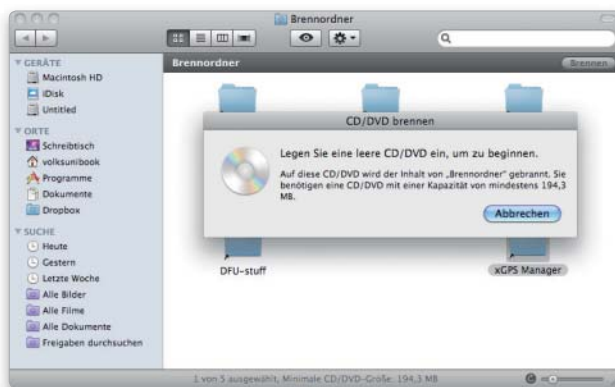 Brennordner
Brennordner
Brennen
▼ GERÄTE
Macintosh HD
iDisk
Untitled
▼ ORTE
Schreibtisch
volksunibook
Programme
Dokumente
Dropbox
▼ SUCHE
Heute
Gestern
Letzte Woche
Alle Bilder
Alle Filme
Alle Dokumente
Freigaben durchsuchen
CD/DVD brennen
Legen Sie eine leere CD/DVD ein, um zu beginnen.
Auf diese CD/DVD wird der Inhalt von „Brennordner“ gebrannt. Sie
benötigen eine CD/DVD mit einer Kapazität von mindestens 194,3
MB.
Abbrechen
DFU-stuff
xGPS Manager
1 von 5 ausgewählt, Minimale CD/DVD-Größe: 194,3 MB